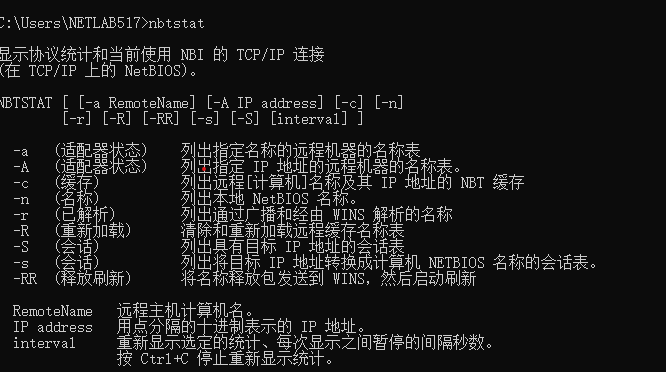 C:\Users\NETLAB517>nbtstat
显示协议统计和当前使用 NBI 的 TCP/IP 连接
(在 TCP/IP 上的 NetBIOS)。
NBTSTAT [ [-a RemoteName] [-A IP address] [-c] [-n]
[-r] [-R] [-RR] [-s] [-S] [interval] ]
-a (适配器状态) 列出指定名称的远程机器的名称表
-A (适配器状态) 列出指定 IP 地址的远程机器的名称表。
-c (缓存) 列出远程[计算机]名称及其 IP 地址的 NBT 缓存
-n (名称) 列出本地 NetBIOS 名称。
-r (已解析) 列出通过广播和经由 WINS 解析的名称
-R (重新加载) 清除和重新加载远程缓存名称表
-S (会话) 列出具有目标 IP 地址的会话表
-s (会话) 列出将目标 IP 地址转换成计算机 NETBIOS 名称的会话表。
-RR (释放刷新) 将名称释放包发送到 WINS, 然后启动刷新
RemoteName 远程主机计算机名。
IP address 用点分隔的十进制表示的 IP 地址。
interval 重新显示选定的统计、每次显示之间暂停的间隔秒数。
按 Ctrl+C 停止重新显示统计。